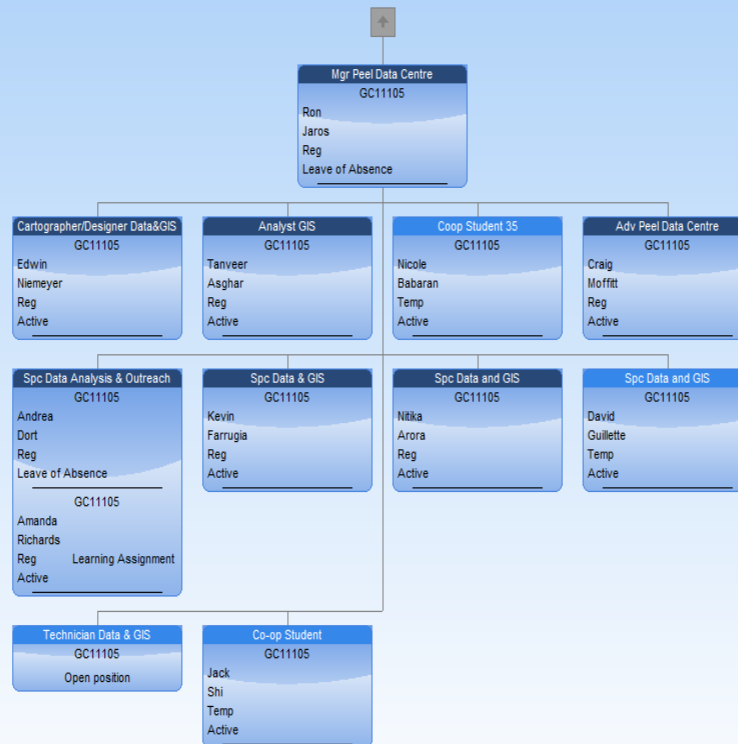 Mgr Peel Data Centre
GC11105
Ron
Jaros
Reg
Leave of Absence
Cartographer/Designer Data&GIS
GC11105
Edwin
Niemeyer
Reg
Active
Analyst GIS
GC11105
Tanveer
Asghar
Reg
Active
Coop Student 35
GC11105
Nicole
Babaran
Temp
Active
Adv Peel Data Centre
GC11105
Craig
Moffitt
Reg
Active
Spc Data Analysis & Outreach
GC11105
Andrea
Dort
Reg
Leave of Absence
GC11105
Amanda
Richards
Reg Learning Assignment
Active
Spc Data & GIS
GC11105
Kevin
Farrugia
Reg
Active
Spc Data and GIS
GC11105
Nitika
Arora
Reg
Active
Spc Data and GIS
GC11105
David
Guillette
Temp
Active
Technician Data & GIS
GC11105
Open position
Co-op Student
GC11105
Jack
Shi
Temp
Active